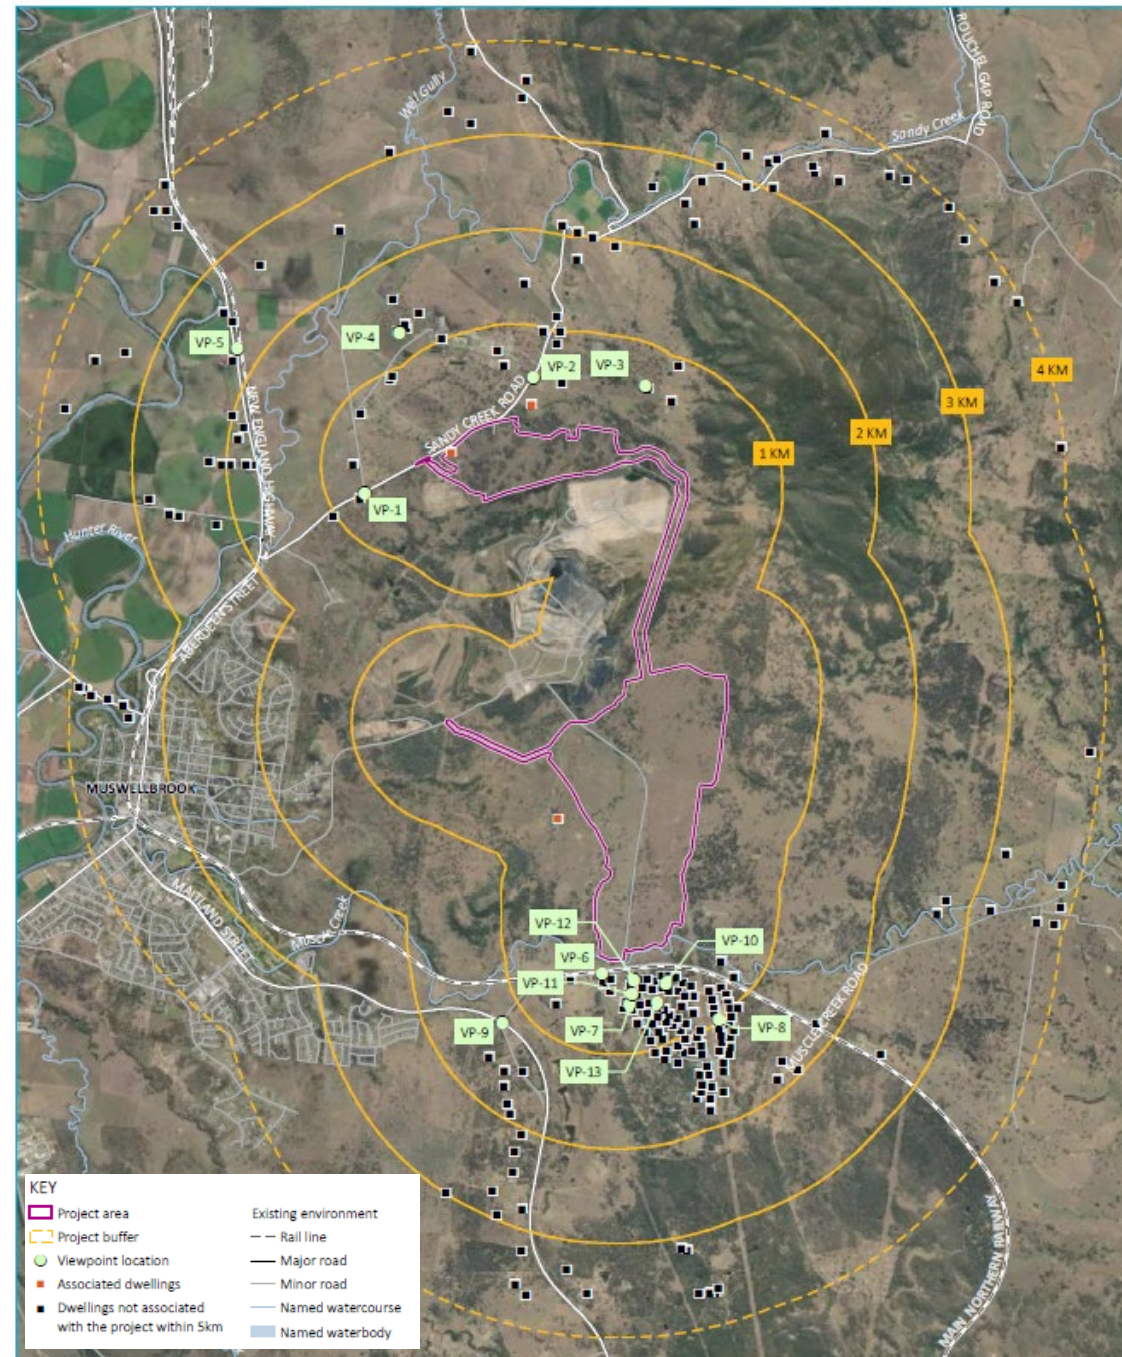 ROUCHEL GAP ROAD
Well Gully
Sandy Creek
VP-5
VP-4
VP-2
VP-3
4 KM
3 KM
2 KM
1 KM
NEW ENGLAND HIGHWAY
SANDY CREEK ROAD
VP-1
Hunter River
ABERDEEN STREET
MUSWELLBROOK
MAITLAND STREET
Muscle Creek
VP-12
VP-10
VP-6
VP-11
VP-9
VP-7
VP-8
VP-13
MUSCLE CREEK ROAD
MAIN NORTHERN RAILWAY
KEY
Project area
Project buffer
Viewpoint location
Associated dwellings
Dwellings not associated
with the project within 5km
Existing environment
Rail line
Major road
Minor road
Named watercourse
Named waterbody